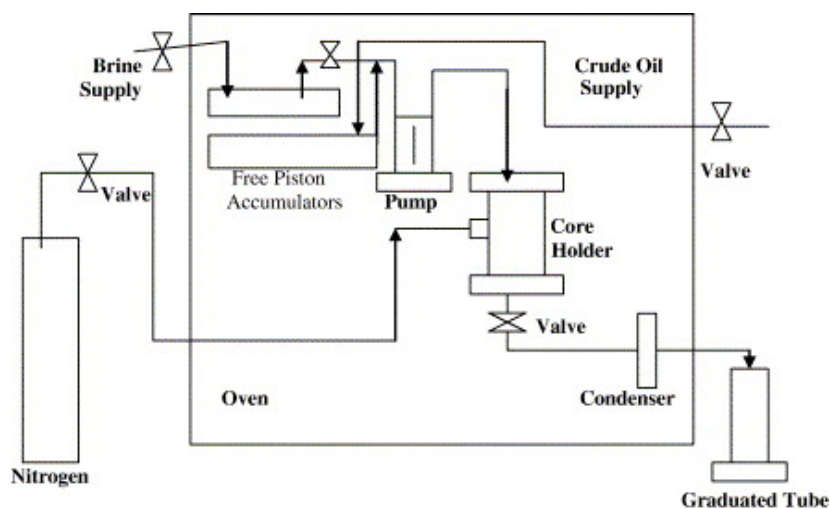 Brine
Supply
Crude Oil
Supply
Valve
Free Piston
Accumulators
Pump
Valve
Core
Holder
Valve
Oven
Condenser
Nitrogen
Graduated Tube